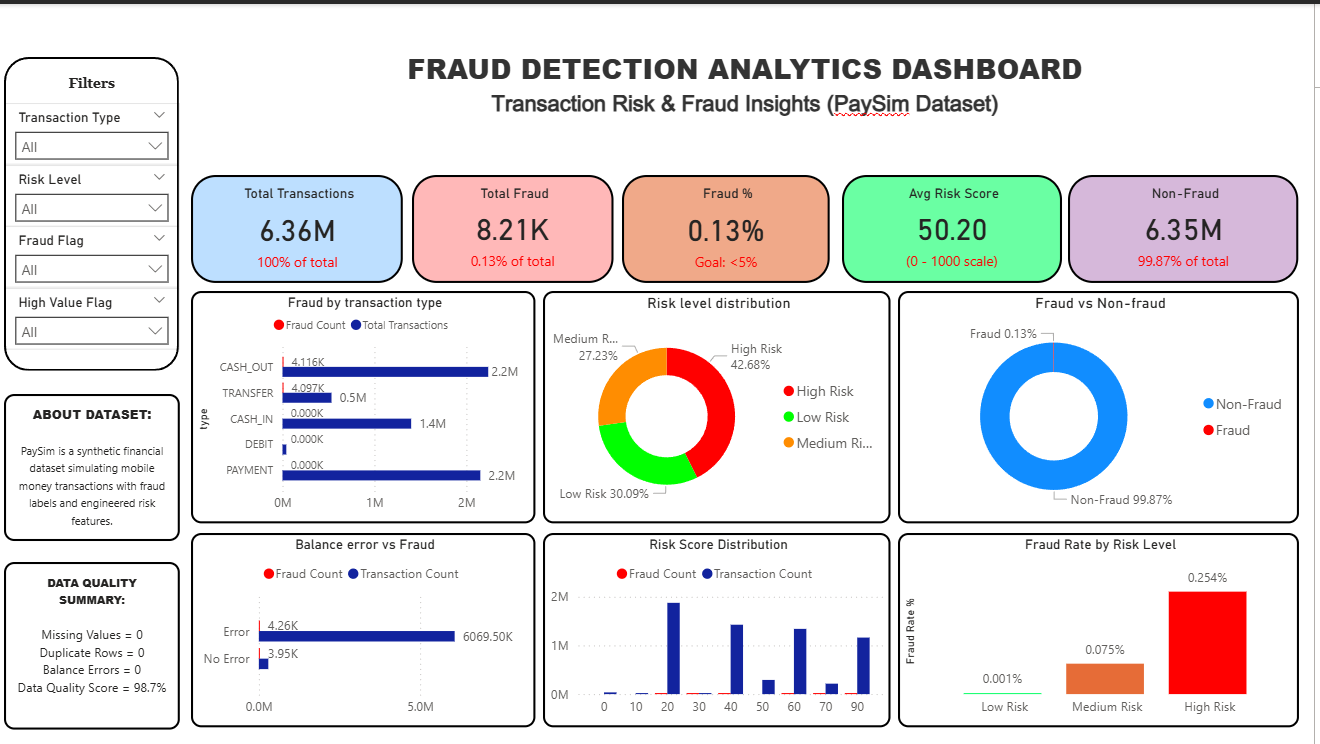 FRAUD DETECTION ANALYTICS DASHBOARD
Transaction Risk & Fraud Insights (PaySim Dataset)
Filters
Transaction Type
All
Risk Level
All
Fraud Flag
All
High Value Flag
All
ABOUT DATASET:
PaySim is a synthetic financial
dataset simulating mobile
money transactions with fraud
labels and engineered risk
features.
DATA QUALITY
SUMMARY:
Missing Values = 0
Duplicate Rows = 0
Balance Errors = 0
Data Quality Score = 98.7%
Total Transactions
6.36M
100% of total
Total Fraud
8.21K
0.13% of total
Fraud %
0.13%
Goal: <5%
Avg Risk Score
50.20
(0 - 1000 scale)
Non-Fraud
6.35M
99.87% of total
Fraud by transaction type
Fraud Count Total Transactions
type
CASH_OUT 4.116K 2.2M
TRANSFER 4.097K 0.5M
CASH_IN 0.000K 1.4M
DEBIT 0.000K
PAYMENT 0.000K 2.2M
0M 1M 2M
Risk level distribution
Medium R...
27.23%
High Risk
42.68%
Low Risk 30.09%
High Risk
Low Risk
Medium Ri...
Fraud vs Non-fraud
Fraud 0.13%
Non-Fraud 99.87%
Non-Fraud
Fraud
Balance error vs Fraud
Fraud Count Transaction Count
Error 4.26K 6069.50K
No Error 3.95K
0.0M 5.0M
Risk Score Distribution
Fraud Count Transaction Count
2M
1M
0M
0 10 20 30 40 50 60 70 90
Fraud Rate by Risk Level
Fraud Rate %
0.001% 0.075% 0.254%
Low Risk Medium Risk High Risk